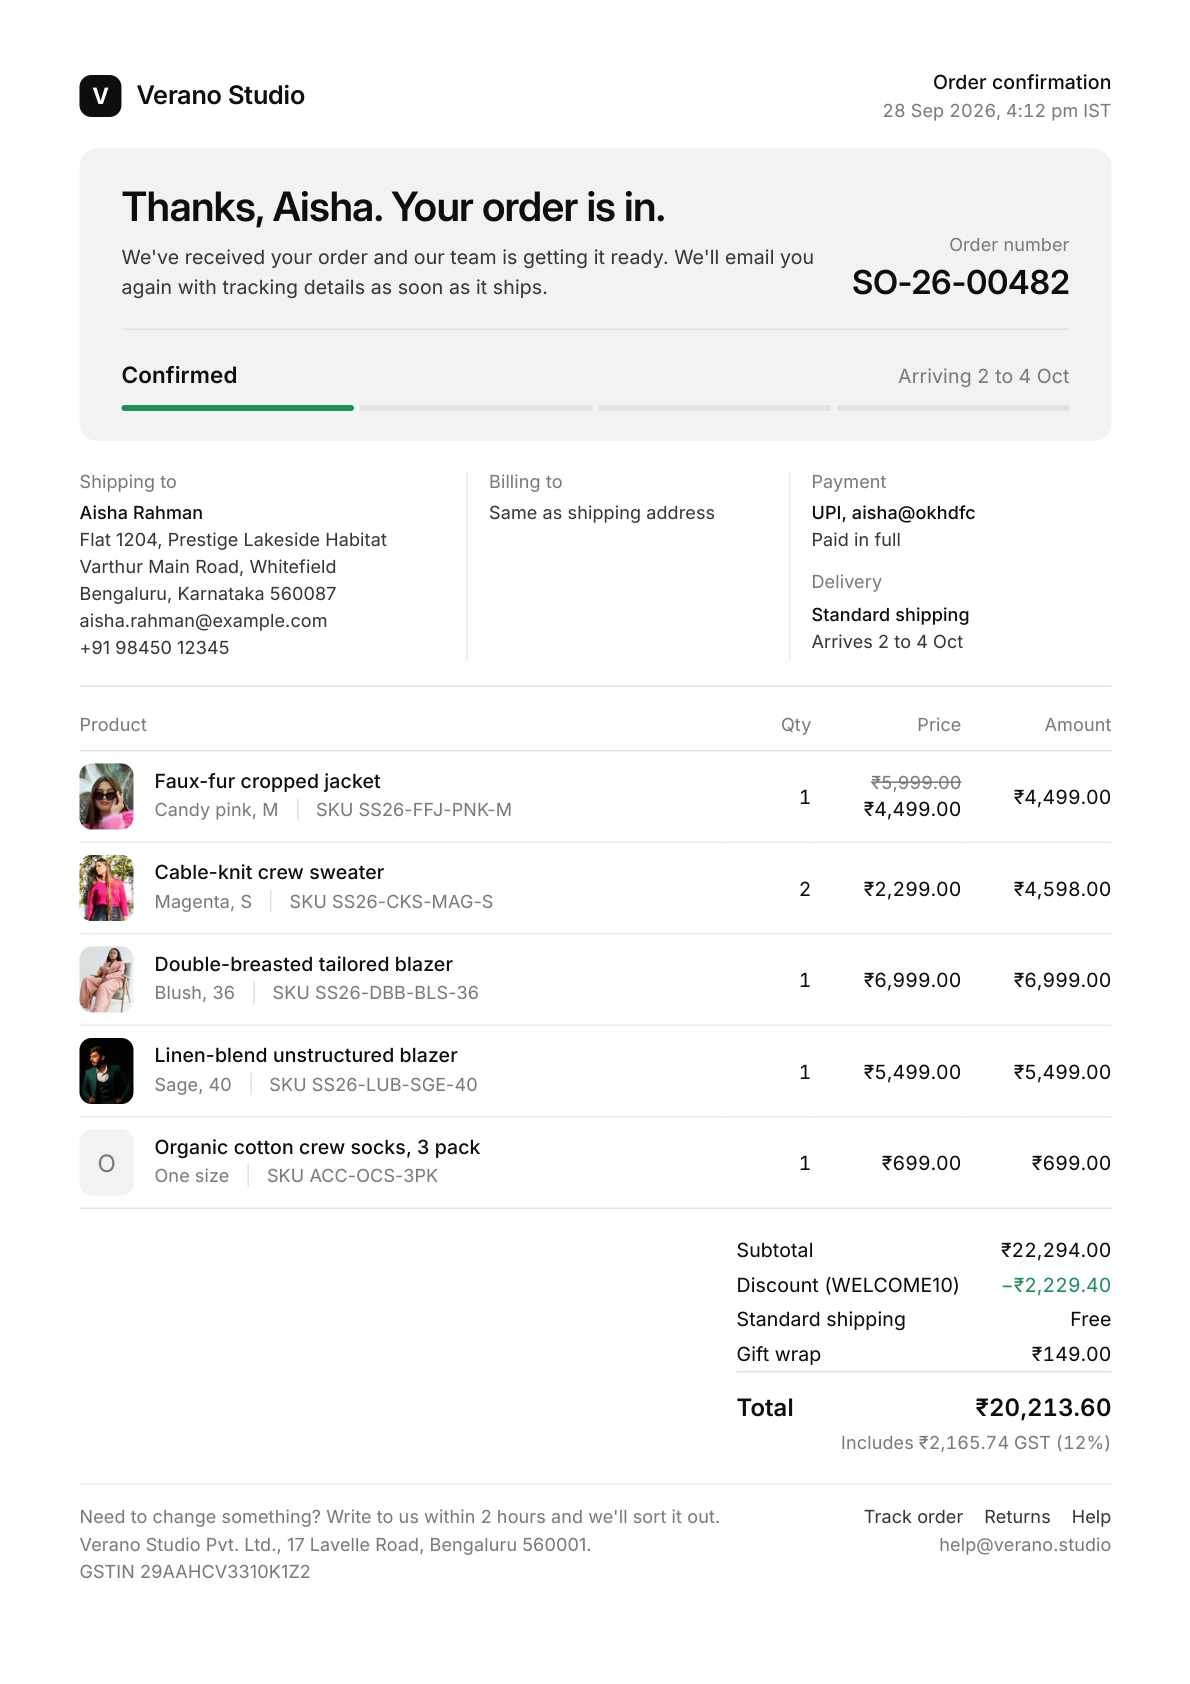 V
Verano Studio
Order confirmation
28 Sep 2026, 4:12 pm IST
Thanks, Aisha. Your order is in.
We've received your order and our team is getting it ready. We'll email you
again with tracking details as soon as it ships.
Order number
SO-26-00482
Confirmed
Arriving 2 to 4 Oct
Shipping to
Aisha Rahman
Flat 1204, Prestige Lakeside Habitat
Varthur Main Road, Whitefield
Bengaluru, Karnataka 560087
aisha.rahman@example.com
+91 98450 12345
Billing to
Same as shipping address
Payment
UPI, aisha@okhdfc
Paid in full
Delivery
Standard shipping
Arrives 2 to 4 Oct
Product Qty Price Amount
Faux-fur cropped jacket
Candy pink, M SKU SS26-FFJ-PNK-M
1 ₹5,999.00 ₹4,499.00 ₹4,499.00
Cable-knit crew sweater
Magenta, S SKU SS26-CKS-MAG-S
2 ₹2,299.00 ₹4,598.00
Double-breasted tailored blazer
Blush, 36 SKU SS26-DBB-BLS-36
1 ₹6,999.00 ₹6,999.00
Linen-blend unstructured blazer
Sage, 40 SKU SS26-LUB-SGE-40
1 ₹5,499.00 ₹5,499.00
O
Organic cotton crew socks, 3 pack
One size SKU ACC-OCS-3PK
1 ₹699.00 ₹699.00
Subtotal ₹22,294.00
Discount (WELCOME10) −₹2,229.40
Standard shipping Free
Gift wrap ₹149.00
Total ₹20,213.60
Includes ₹2,165.74 GST (12%)
Need to change something? Write to us within 2 hours and we'll sort it out.
Verano Studio Pvt. Ltd., 17 Lavelle Road, Bengaluru 560001.
GSTIN 29AAHCV3310K1Z2
Track order Returns Help
help@verano.studio